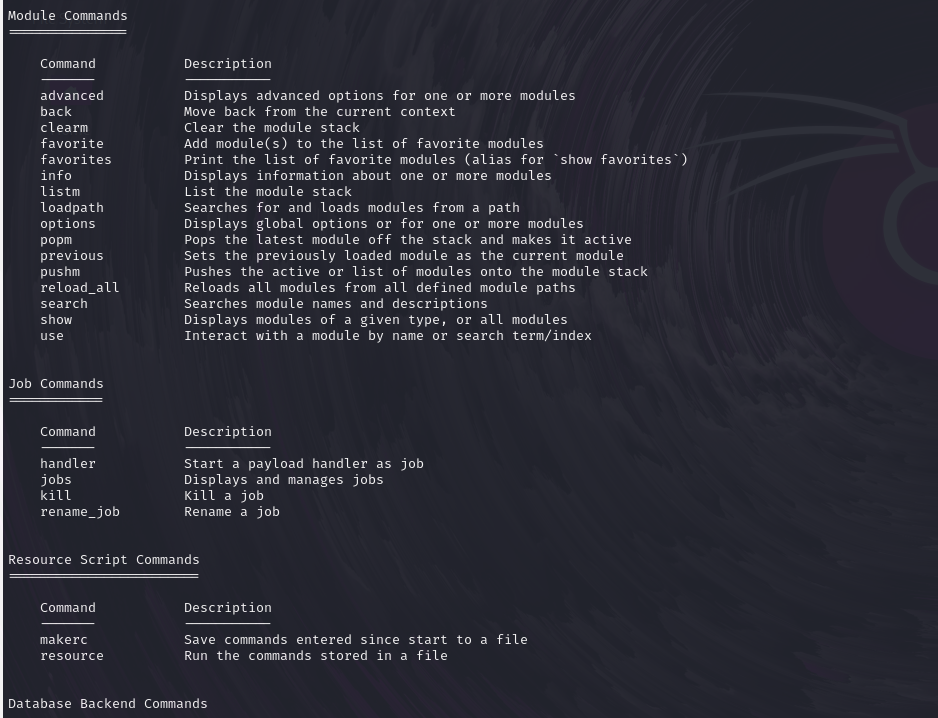 Module Commands
===============
Command Description
------- -----------
advanced Displays advanced options for one or more modules
back Move back from the current context
clearm Clear the module stack
favorite Add module(s) to the list of favorite modules
favorites Print the list of favorite modules (alias for `show favorites`)
info Displays information about one or more modules
listm List the module stack
loadpath Searches for and loads modules from a path
options Displays global options or for one or more modules
popm Pops the latest module off the stack and makes it active
previous Sets the previously loaded module as the current module
pushm Pushes the active or list of modules onto the module stack
reload_all Reloads all modules from all defined module paths
search Searches module names and descriptions
show Displays modules of a given type, or all modules
use Interact with a module by name or search term/index
Job Commands
============
Command Description
------- -----------
handler Start a payload handler as job
jobs Displays and manages jobs
kill Kill a job
rename_job Rename a job
Resource Script Commands
========================
Command Description
------- -----------
makerc Save commands entered since start to a file
resource Run the commands stored in a file
Database Backend Commands